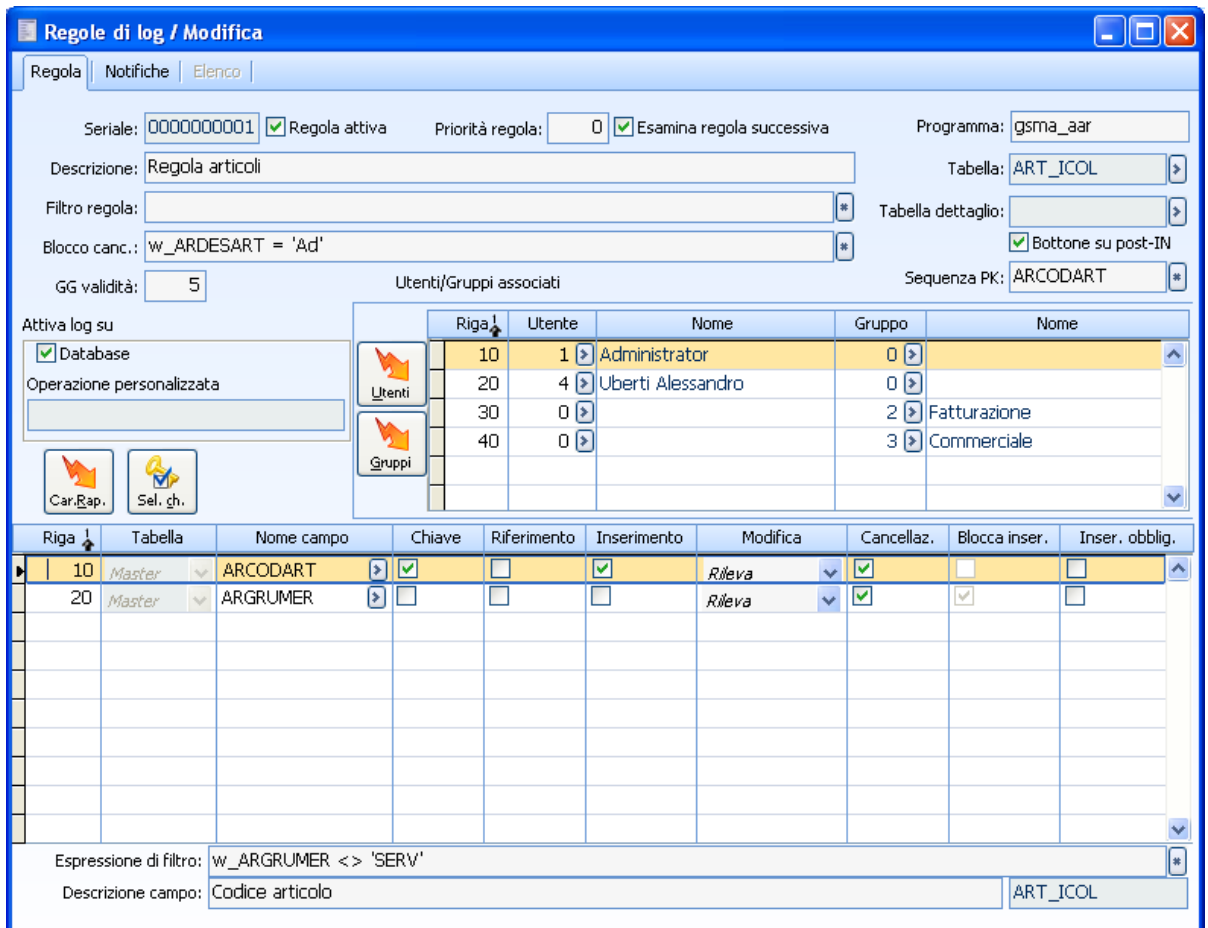 Regole di log / Modifica
Regola Notifiche Elenco
Seriale: 0000000001 Regola attiva Priorità regola: 0 Esamina regola successiva Programma: gsma_aar
Descrizione: Regola articoli Tabella: ART_ICOL
Filtro regola: Tabella dettaglio:
Blocco canc.: w_ARDESART = 'Ad' Bottone su post-IN
GG validità: 5 Utenti/Gruppi associati Sequenza PK: ARCODART
Attiva log su
Database
Operazione personalizzata
Car.Rap. Sel. ch.
Utenti
Gruppi
Riga Utente Nome Gruppo Nome
10 1 Administrator 0
20 4 Uberti Alessandro 0
30 0 2 Fatturazione
40 0 3 Commerciale
Riga Tabella Nome campo Chiave Riferimento Inserimento Modifica Cancellaz. Blocca inser. Inser. obblig.
10 Master ARCODART Rileva
20 Master ARGRUMER Rileva
Espressione di filtro: w_ARGRUMER <> 'SERV'
Descrizione campo: Codice articolo ART_ICOL